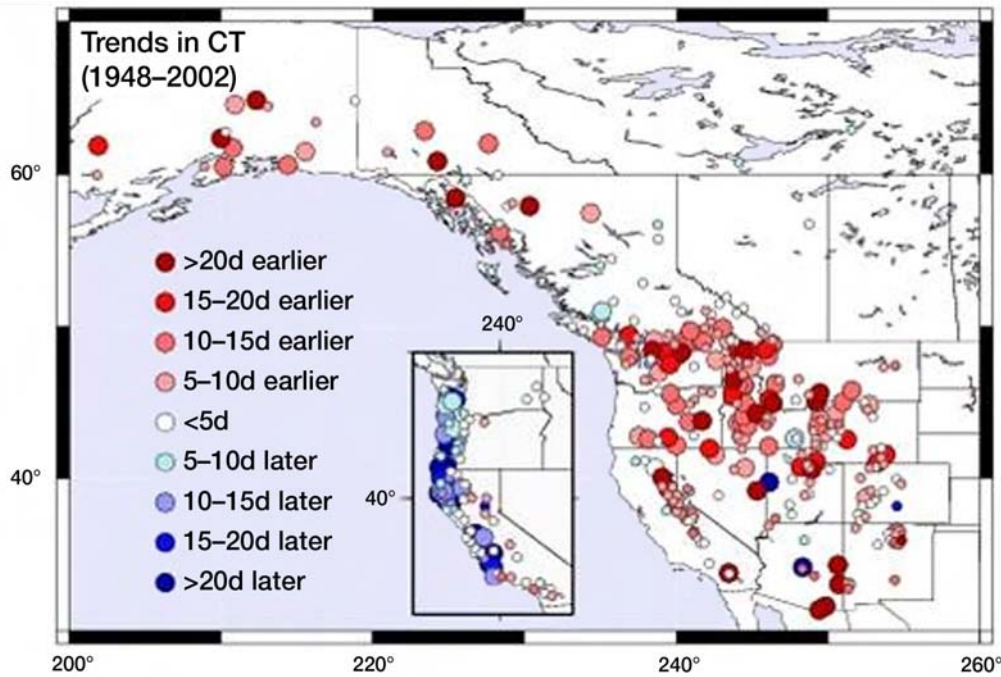 Trends in CT
(1948–2002)
60°
>20d earlier
15–20d earlier
10–15d earlier
5–10d earlier
<5d
5–10d later
10–15d later
15–20d later
>20d later
240°
40°
40°
200°
220°
240°
260°